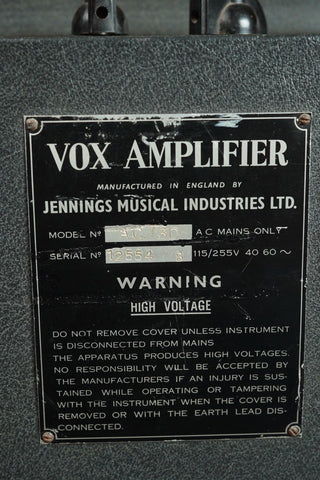 VOX AMPLIFIER
MANUFACTURED IN ENGLAND BY
JENNINGS MUSICAL INDUSTRIES LTD.
MODEL Nº AC A C MAINS ONLY
SERIAL Nº 12554 B 115/255V 40 60 ~
WARNING
HIGH VOLTAGE
DO NOT REMOVE COVER UNLESS INSTRUMENT
IS DISCONNECTED FROM MAINS
THE APPARATUS PRODUCES HIGH VOLTAGES.
NO RESPONSIBILITY WILL BE ACCEPTED BY
THE MANUFACTURERS IF AN INJURY IS SUS-
TAINED WHILE OPERATING OR TAMPERING
WITH THE INSTRUMENT WHEN THE COVER IS
REMOVED OR WITH THE EARTH LEAD DIS-
CONNECTED.